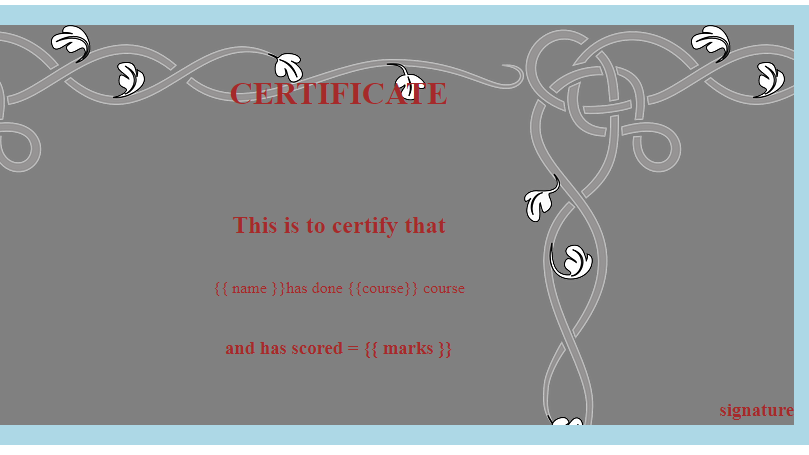 CERTIFICATE
This is to certify that
{{ name }}has done {{course}} course
and has scored = {{ marks }}
signature